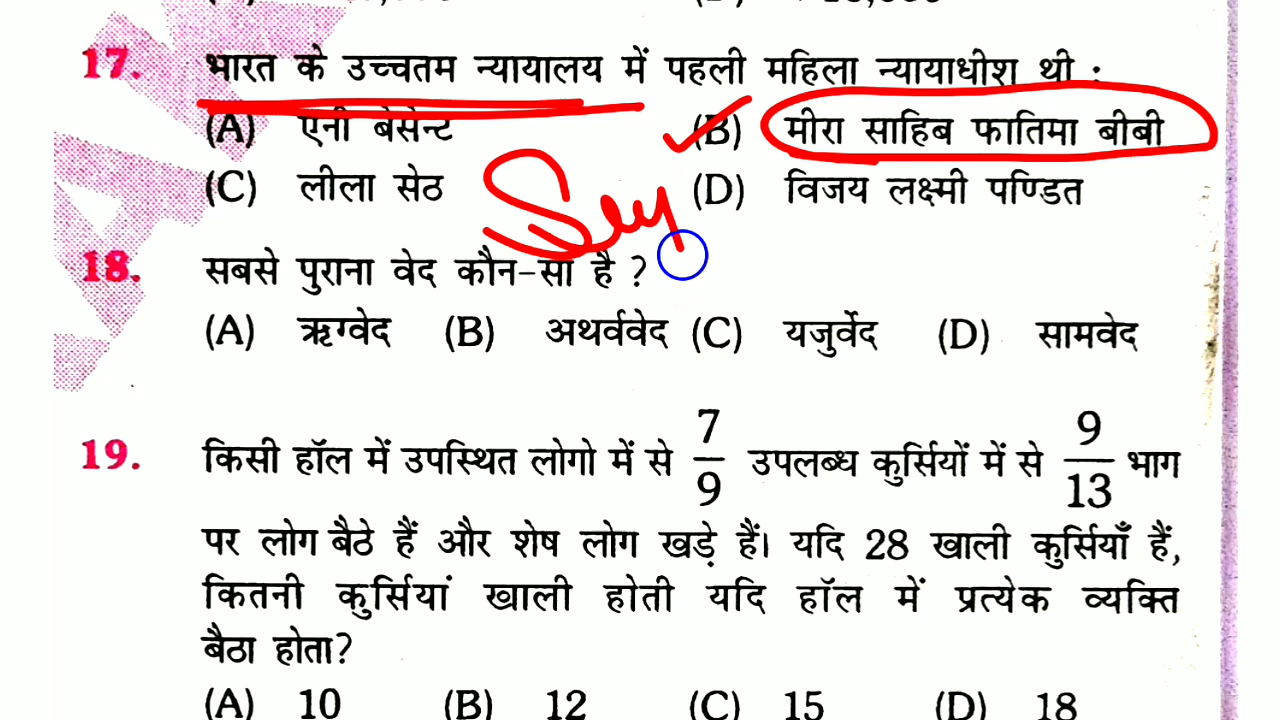 17. भारत के उच्चतम न्यायालय में पहली महिला न्यायाधीश थी :
(A) एनी बेसेन्ट (B) मीरा साहिब फातिमा बीबी
(C) लीला सेठ (D) विजय लक्ष्मी पण्डित
18. सबसे पुराना वेद कौन-सा है ?
(A) ऋग्वेद (B) अथर्ववेद (C) यजुर्वेद (D) सामवेद
19. किसी हॉल में उपस्थित लोगो में से 7/9 उपलब्ध कुर्सियों में से 9/13 भाग
पर लोग बैठे हैं और शेष लोग खड़े हैं। यदि 28 खाली कुर्सियाँ हैं,
कितनी कुर्सियां खाली होती यदि हॉल में प्रत्येक व्यक्ति
बैठा होता?
(A) 10 (B) 12 (C) 15 (D) 18